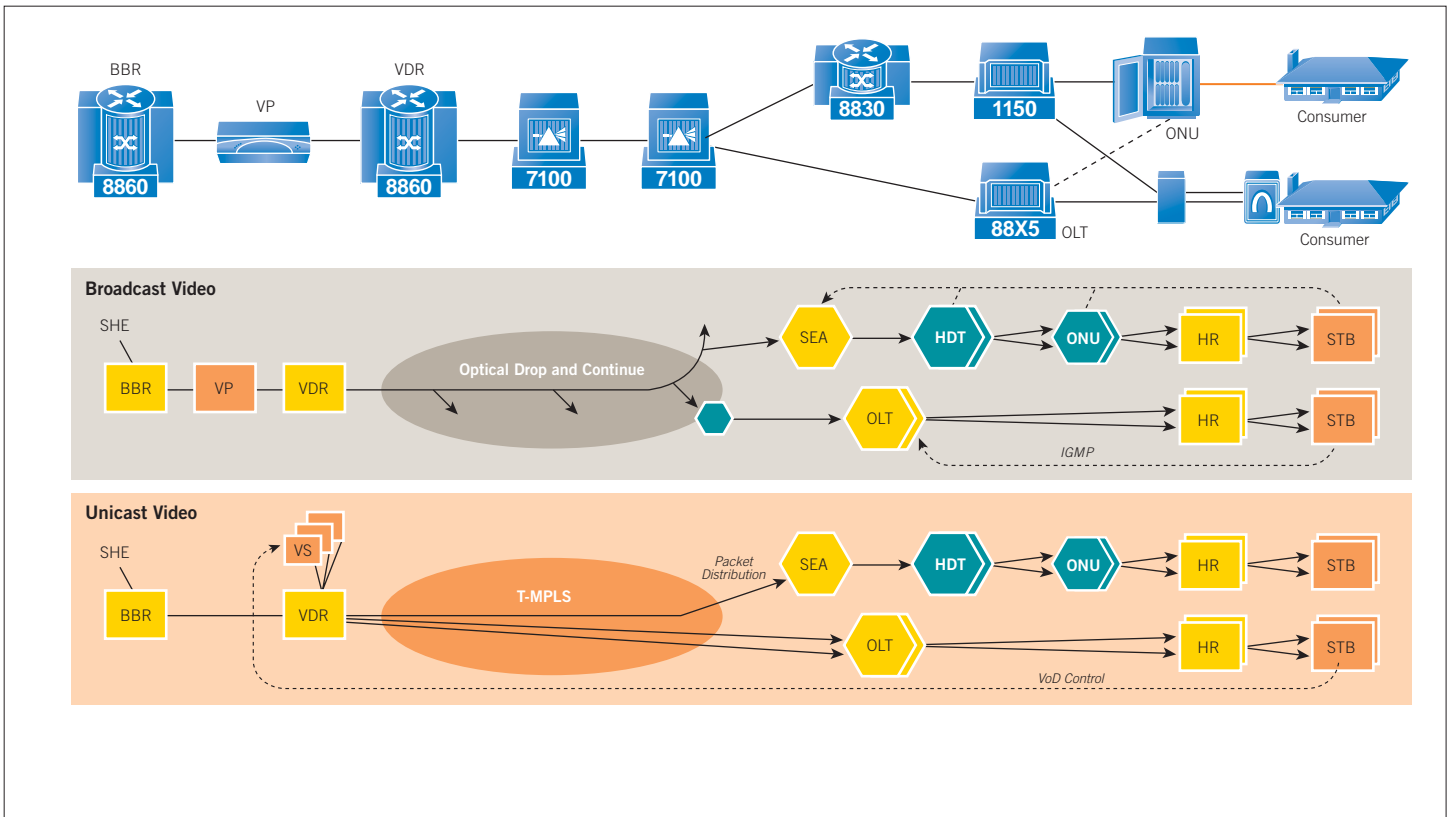 BBR
VP
VDR
8860
8860
7100
7100
8830
1150
ONU
Consumer
88X5
OLT
Consumer
Broadcast Video
SHE
BBR
VP
VDR
Optical Drop and Continue
SEA
HDT
ONU
HR
STB
OLT
HR
STB
IGMP
Unicast Video
SHE
BBR
VS
VDR
T-MPLS
Packet
Distribution
SEA
HDT
ONU
HR
STB
OLT
HR
STB
VoD Control